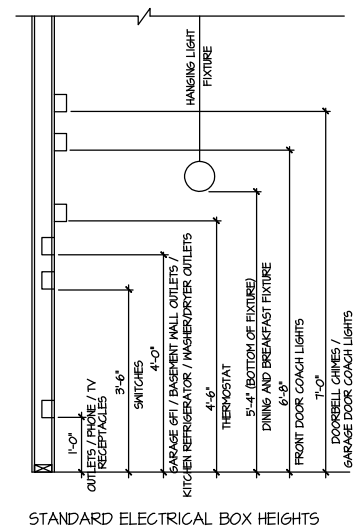 HANGING LIGHT
FIXTURE
1'-0"
OUTLETS / PHONE / TV
RECEPTACLES
3'-6"
SWITCHES
4'-0"
GARAGE GFI / BASEMENT WALL OUTLETS /
KITCHEN REFRIGERATOR / WASHER/DRYER OUTLETS
4'-6"
THERMOSTAT
5'-4" (BOTTOM OF FIXTURE)
DINING AND BREAKFAST FIXTURE
6'-8"
FRONT DOOR COACH LIGHTS
7'-0"
DOORBELL CHIMES /
GARAGE DOOR COACH LIGHTS
STANDARD ELECTRICAL BOX HEIGHTS